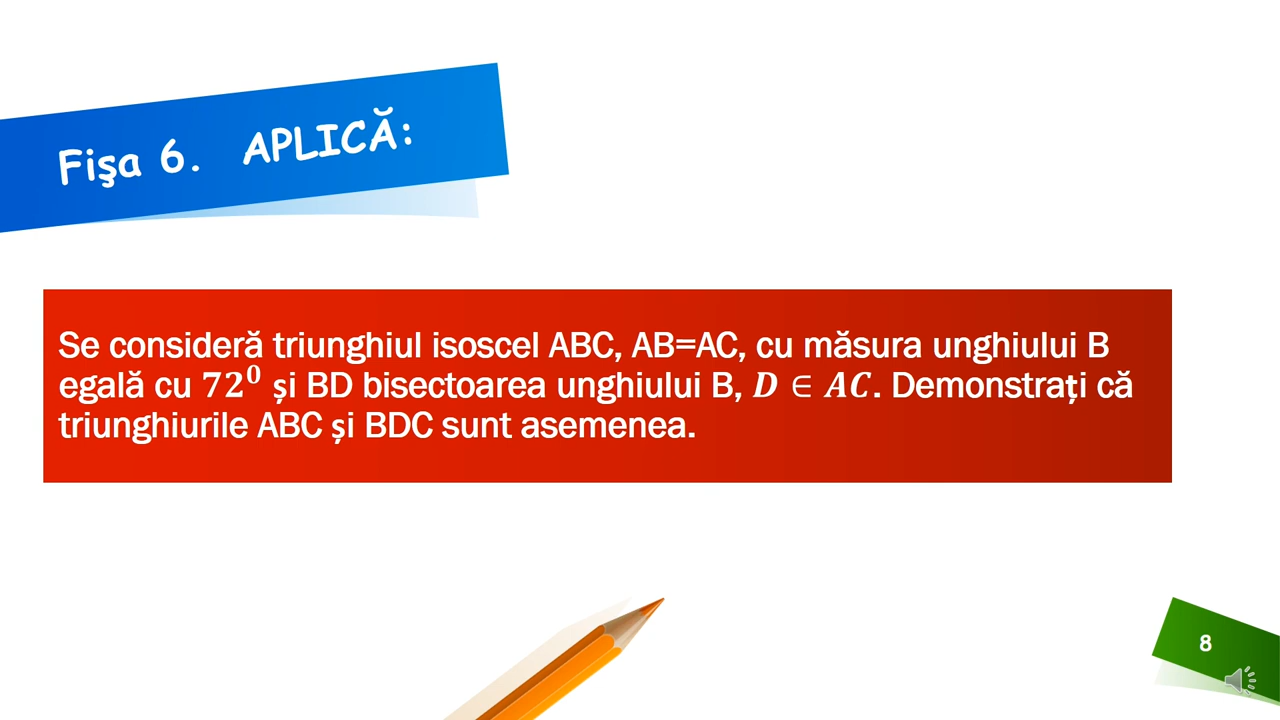 Fişa 6. APLICĂ:
Se consideră triunghiul isoscel ABC, AB=AC, cu măsura unghiului B
egală cu 72⁰ și BD bisectoarea unghiului B, D ∈ AC. Demonstrați că
triunghiurile ABC și BDC sunt asemenea.
8